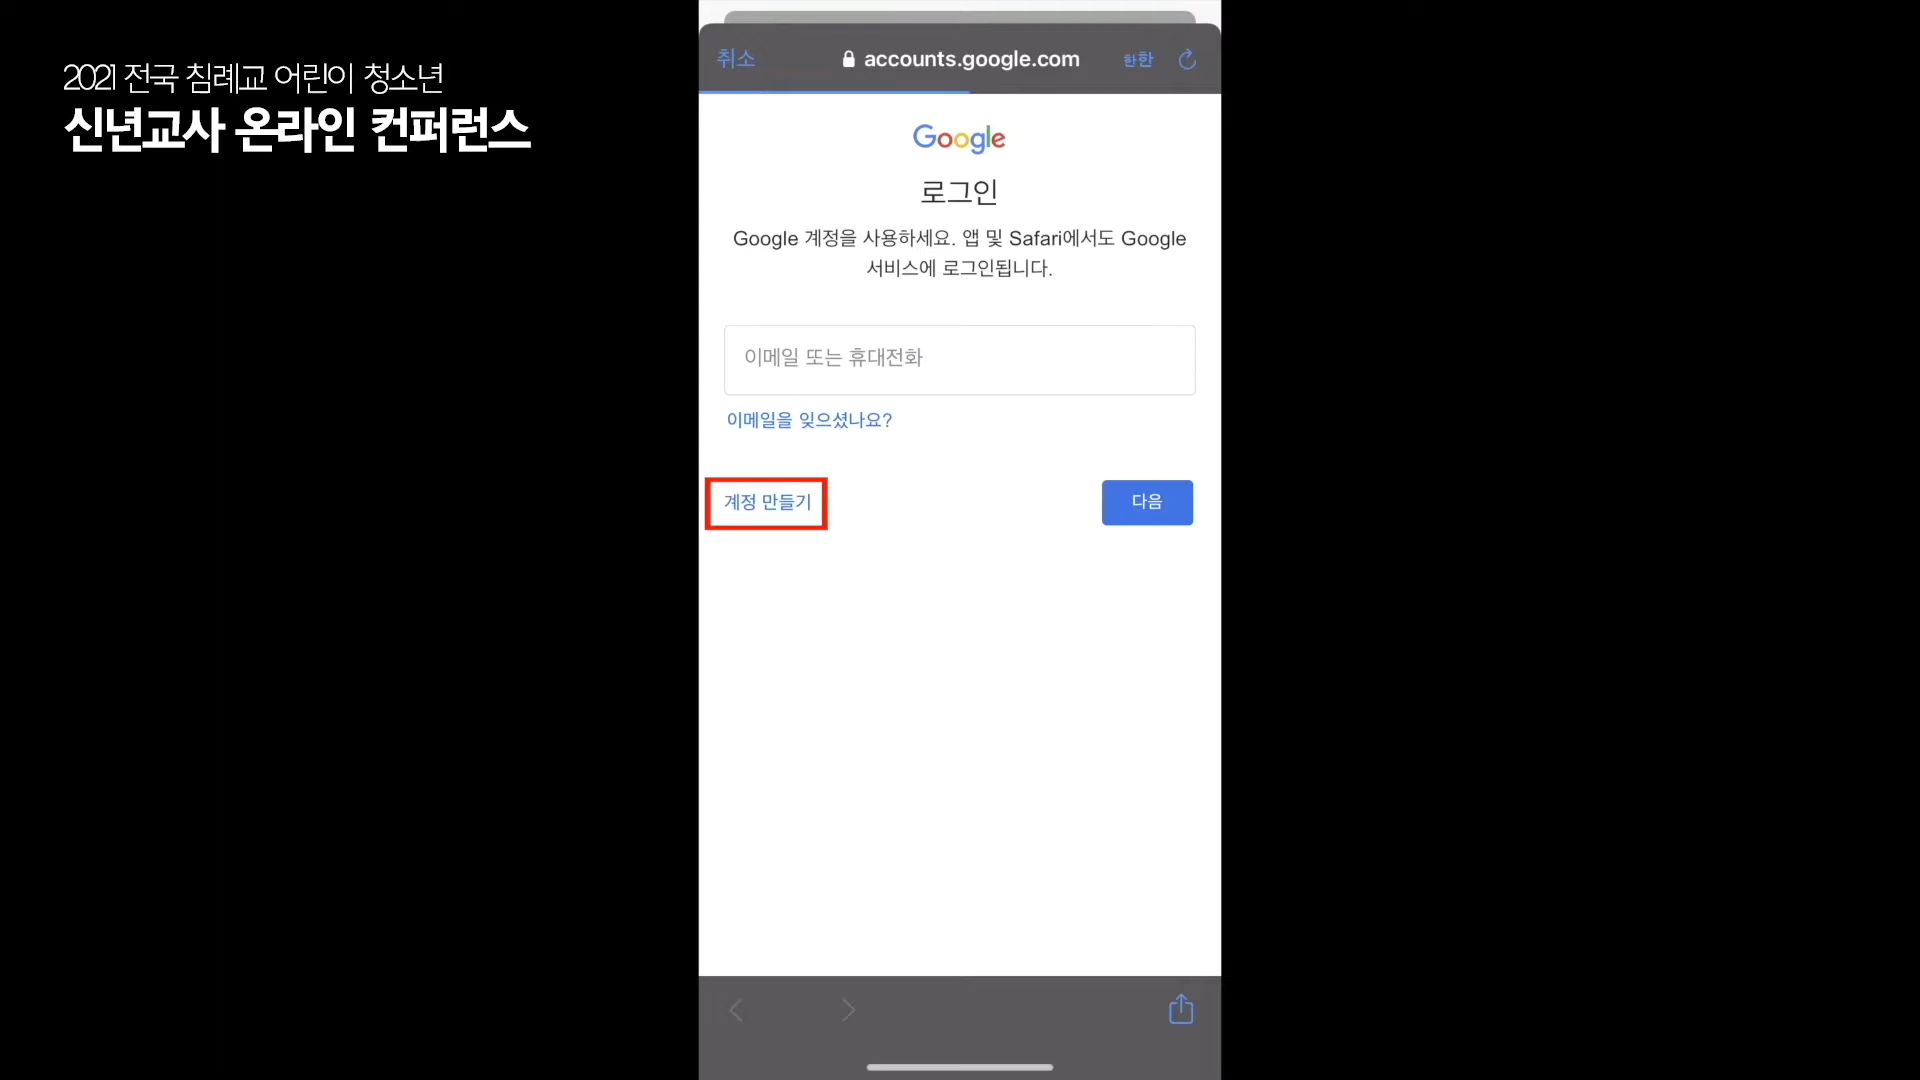 2021 전국 침례교 어린이 청소년
신년교사 온라인 컨퍼런스
취소
accounts.google.com
한한
Google
로그인
Google 계정을 사용하세요. 앱 및 Safari에서도 Google
서비스에 로그인됩니다.
이메일 또는 휴대전화
이메일을 잊으셨나요?
계정 만들기
다음